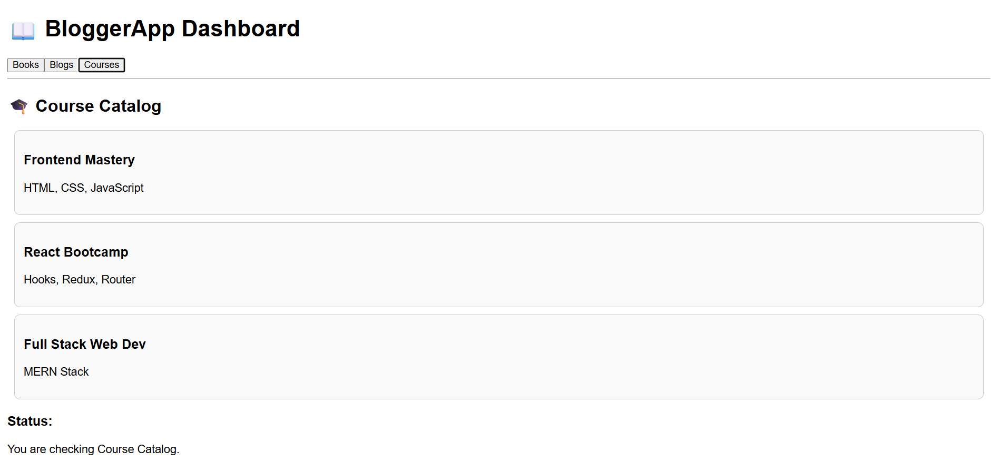 BloggerApp Dashboard
Books Blogs Courses
Course Catalog
Frontend Mastery
HTML, CSS, JavaScript
React Bootcamp
Hooks, Redux, Router
Full Stack Web Dev
MERN Stack
Status:
You are checking Course Catalog.